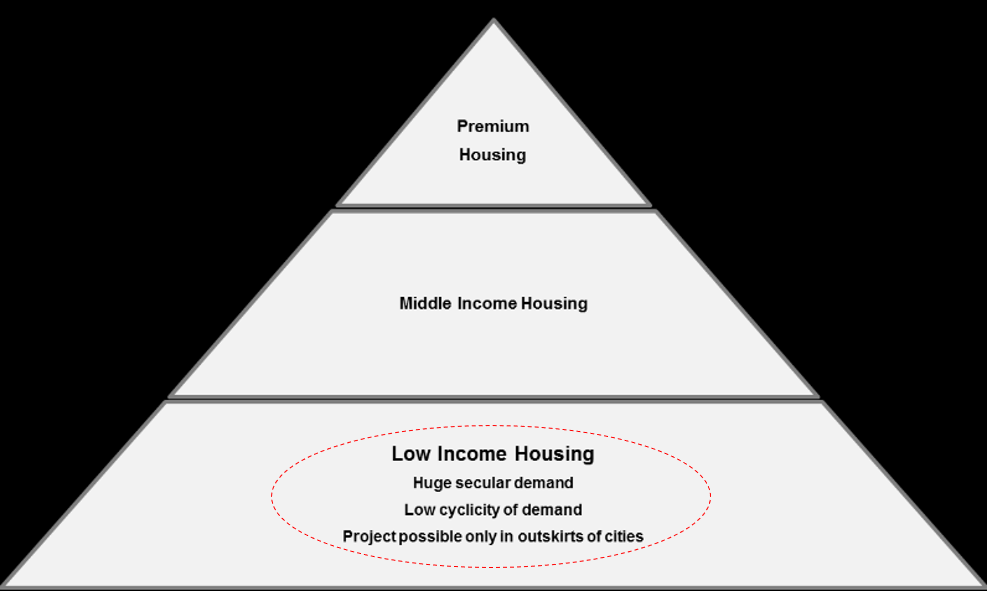 Premium
Housing
Middle Income Housing
Low Income Housing
Huge secular demand
Low cyclicity of demand
Project possible only in outskirts of cities